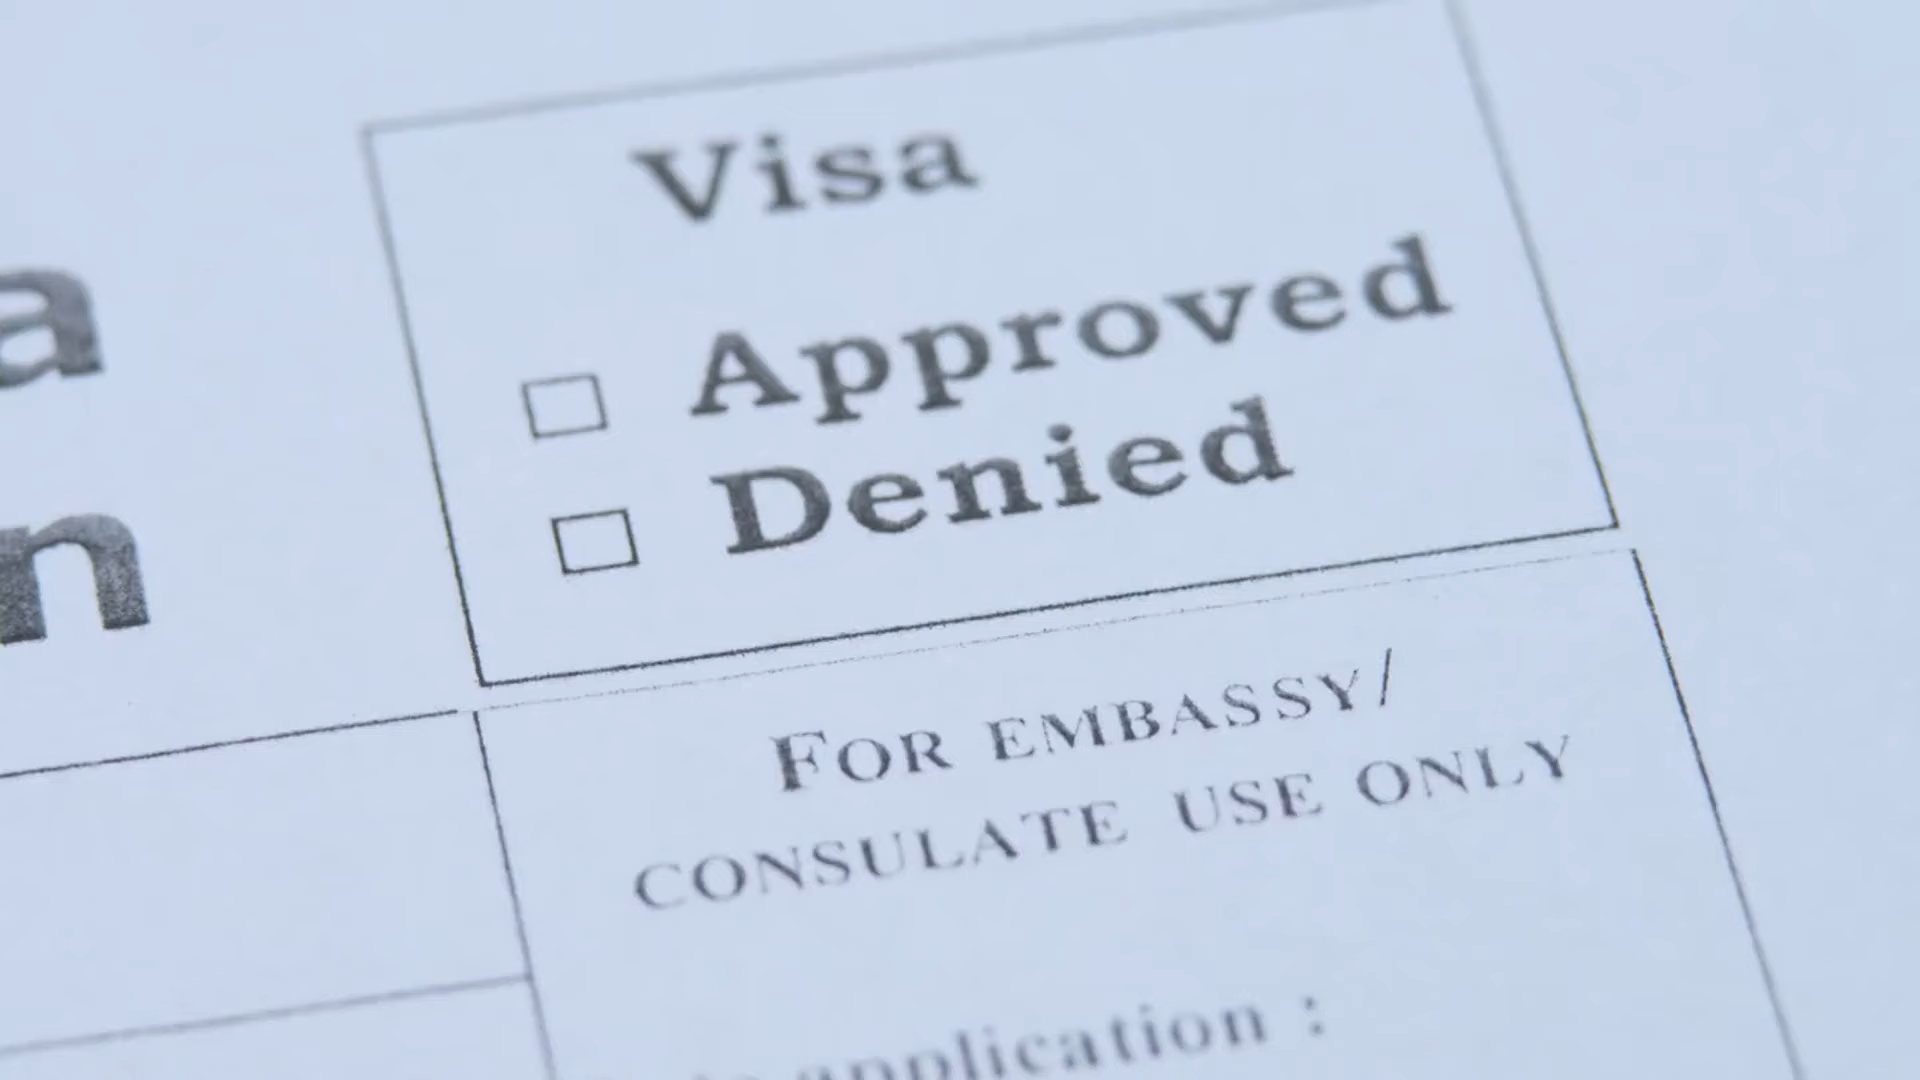 Visa
Approved
Denied
FOR EMBASSY/
CONSULATE USE ONLY
application :